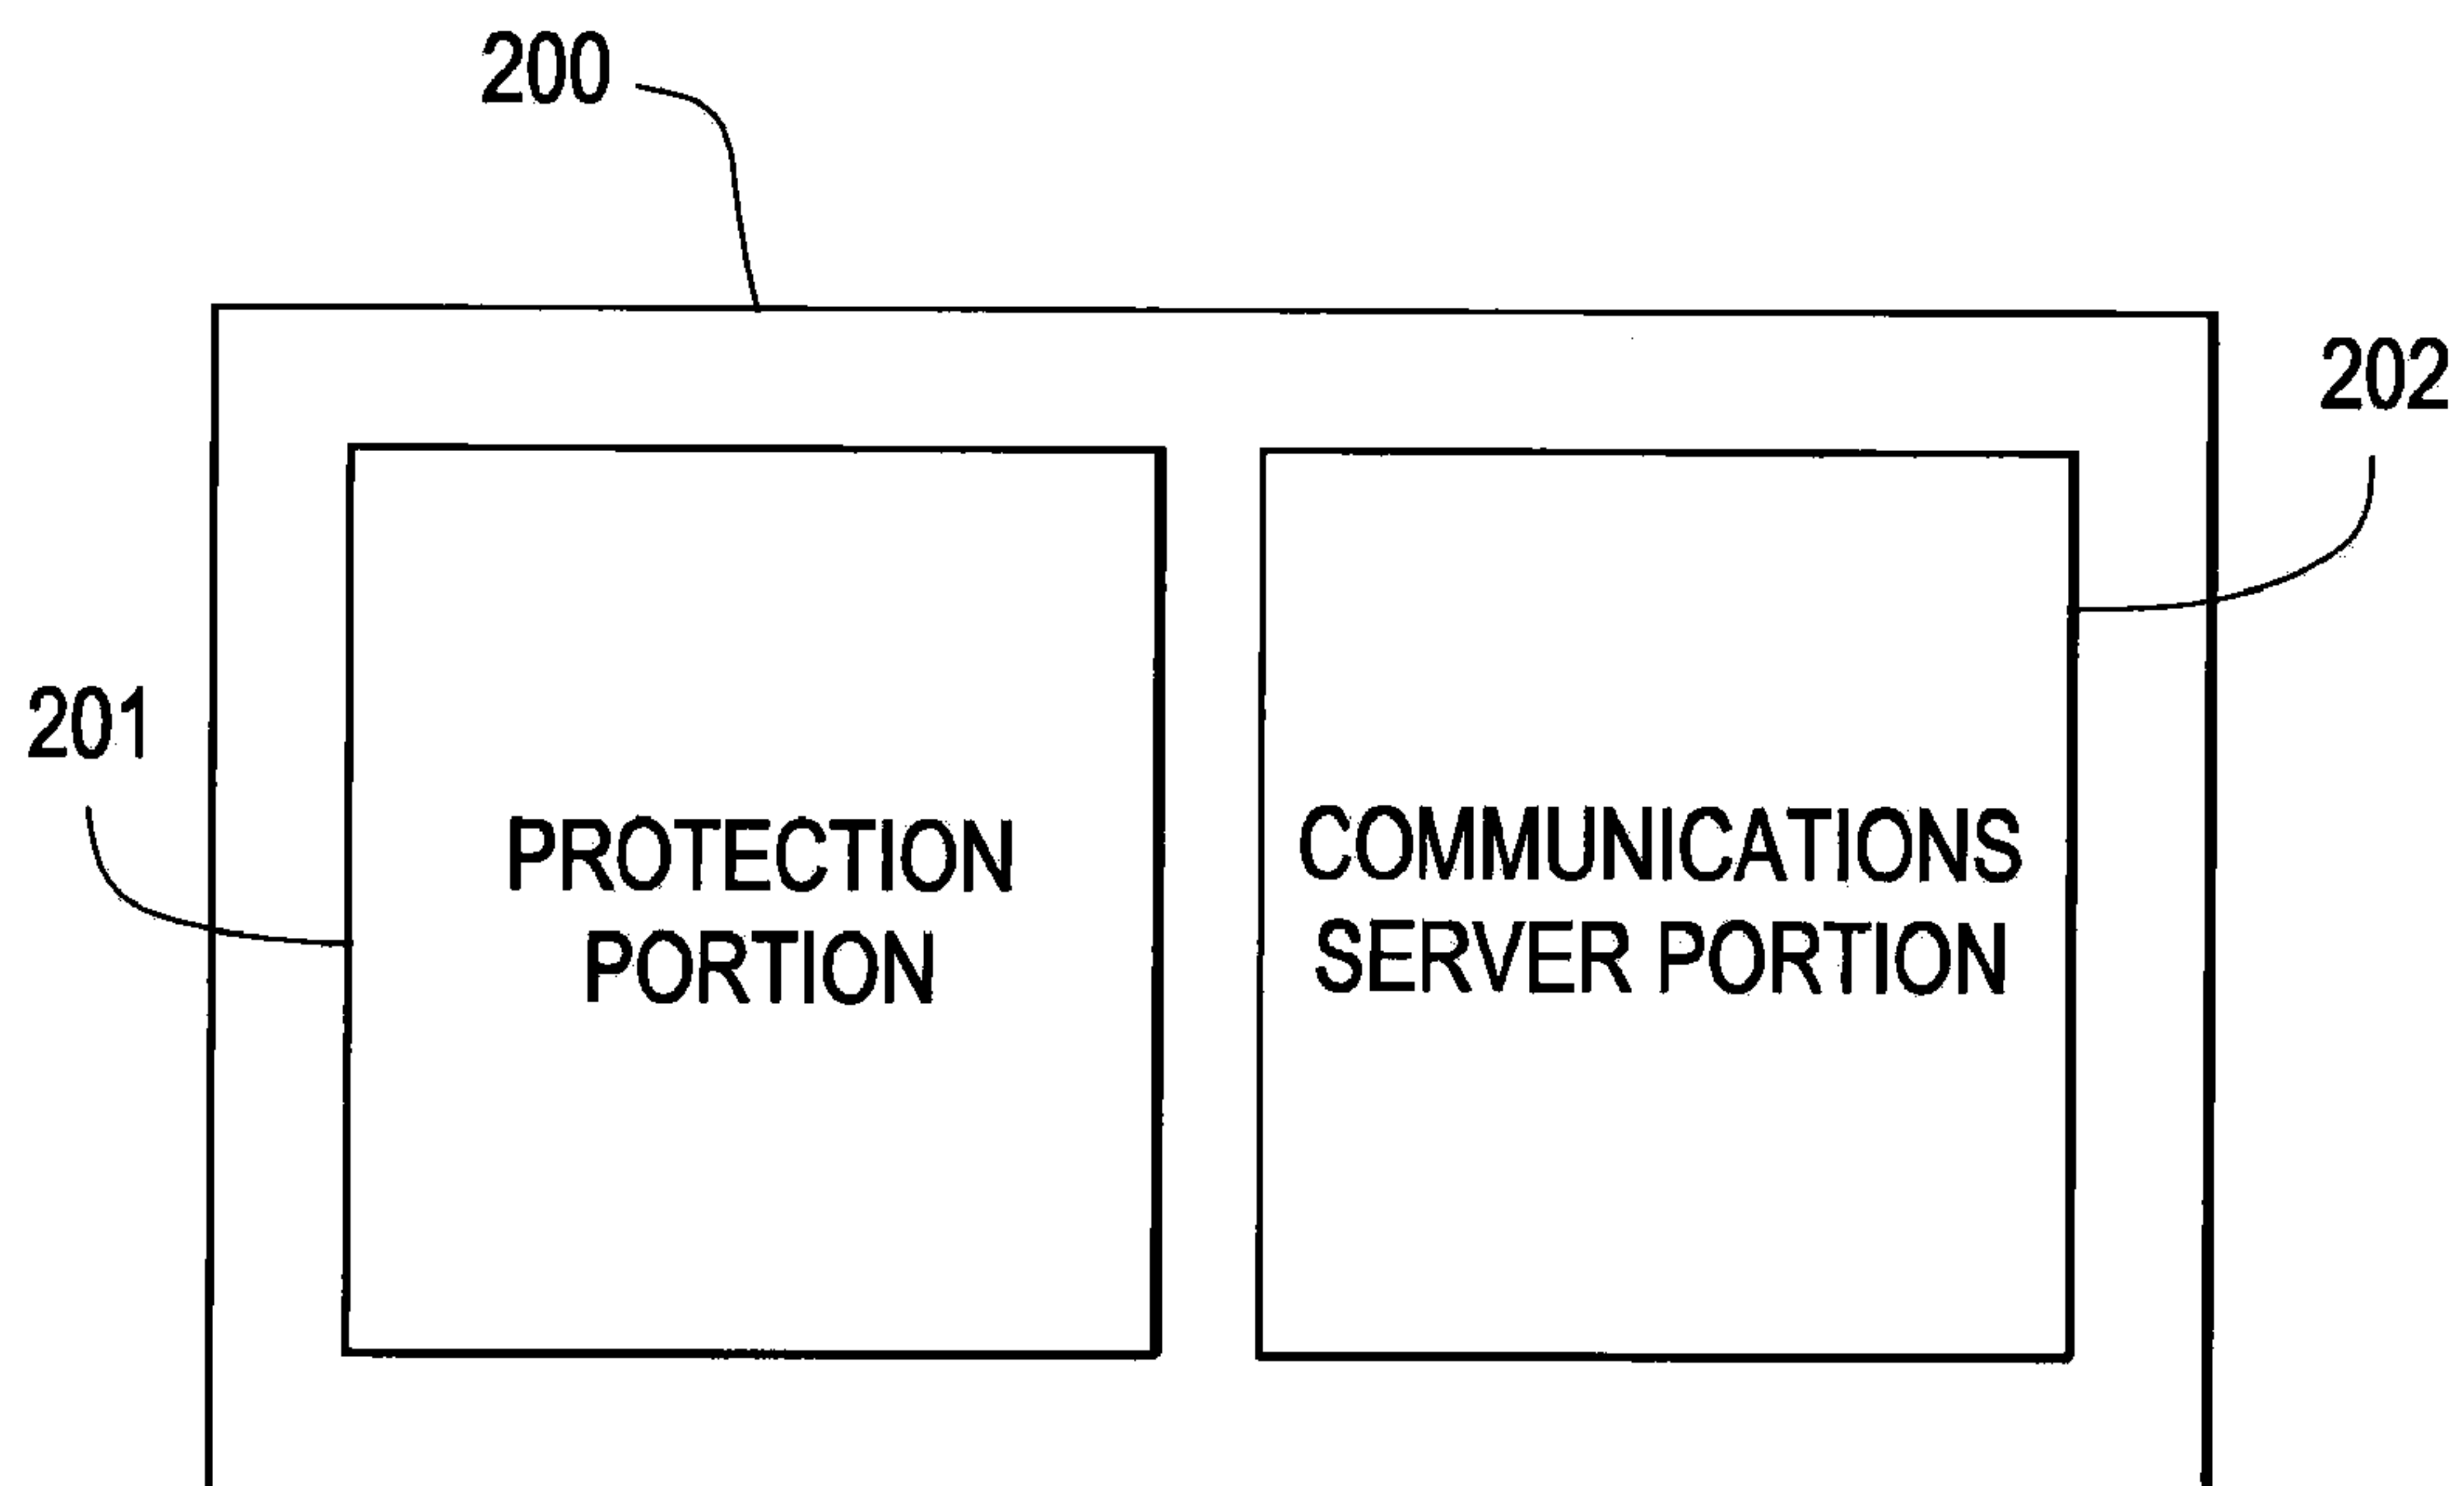 200
202
201
PROTECTION
PORTION
COMMUNICATIONS
SERVER PORTION